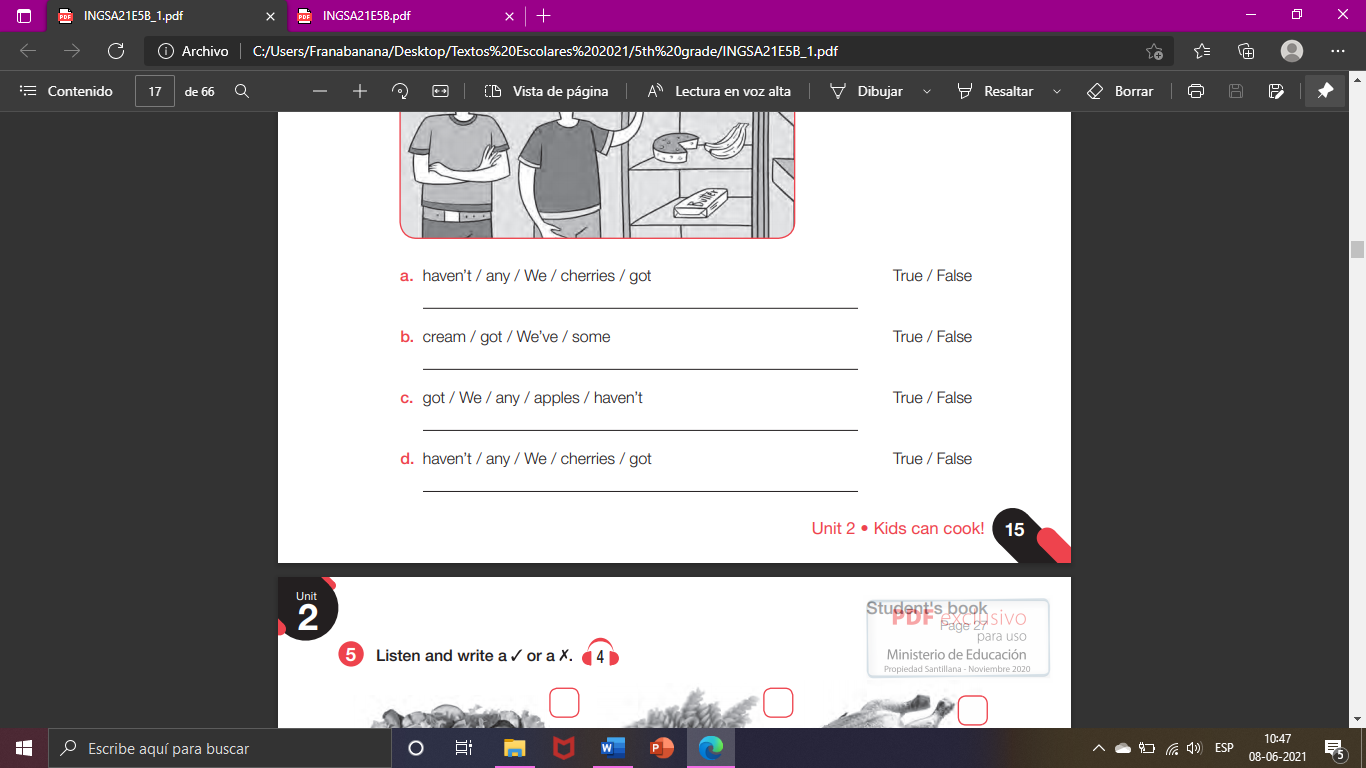 INGSA21E5B_1.pdf
INGSA21E5B.pdf
Archivo
C:/Users/Franabanana/Desktop/Textos%20Escolares%202021/5th%20grade/INGSA21E5B_1.pdf
Contenido
17
de 66
Vista de página
Lectura en voz alta
Dibujar
Resaltar
Borrar
Butter
a. haven't / any / We / cherries / got
True / False
b. cream / got / We've / some
True / False
c. got / We / any / apples / haven't
True / False
d. haven't / any / We / cherries / got
True / False
Unit 2 • Kids can cook!
15
Unit
2
Student's book
Page 27
PDF exclusivo
para uso
Ministerio de Educación
Propiedad Santillana - Noviembre 2020
5 Listen and write a ✓ or a ✗. 4
Escribe aquí para buscar
ESP
10:47
08-06-2021
5